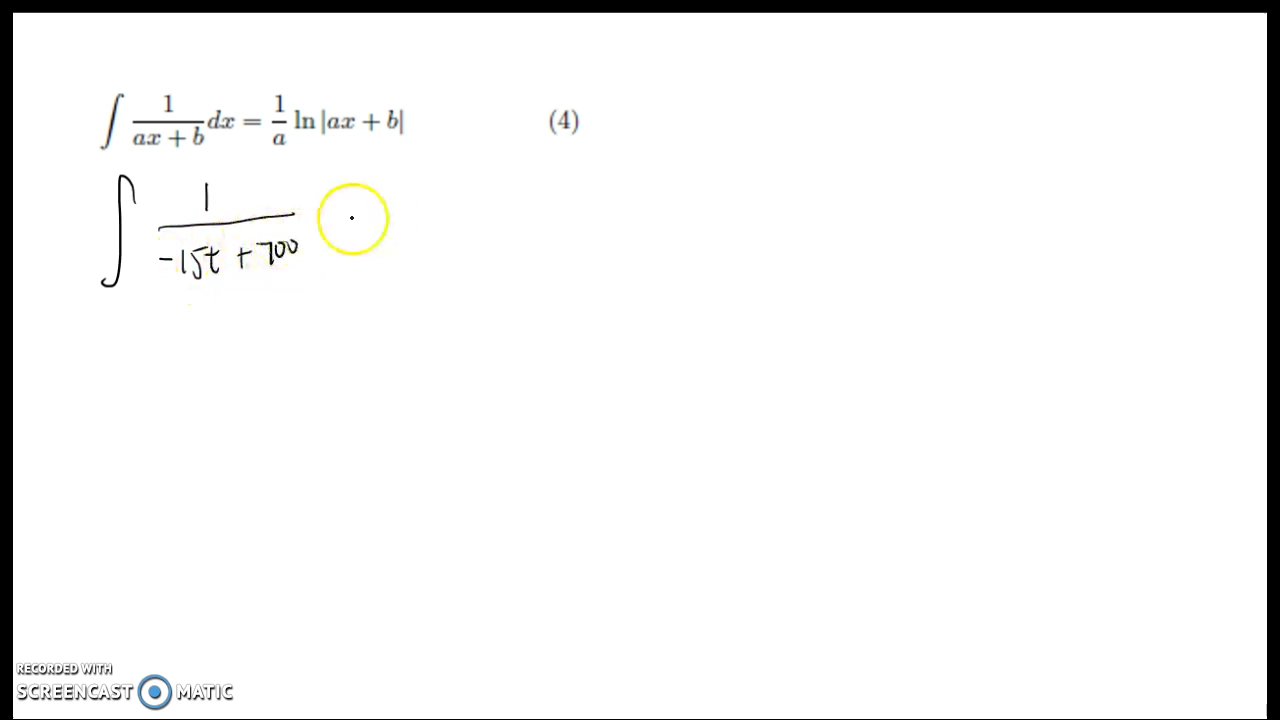 ∫ 1/(ax + b) dx = 1/a ln |ax + b| (4)
∫ 1/(-15t + 700)
RECORDED WITH
SCREENCAST MATIC